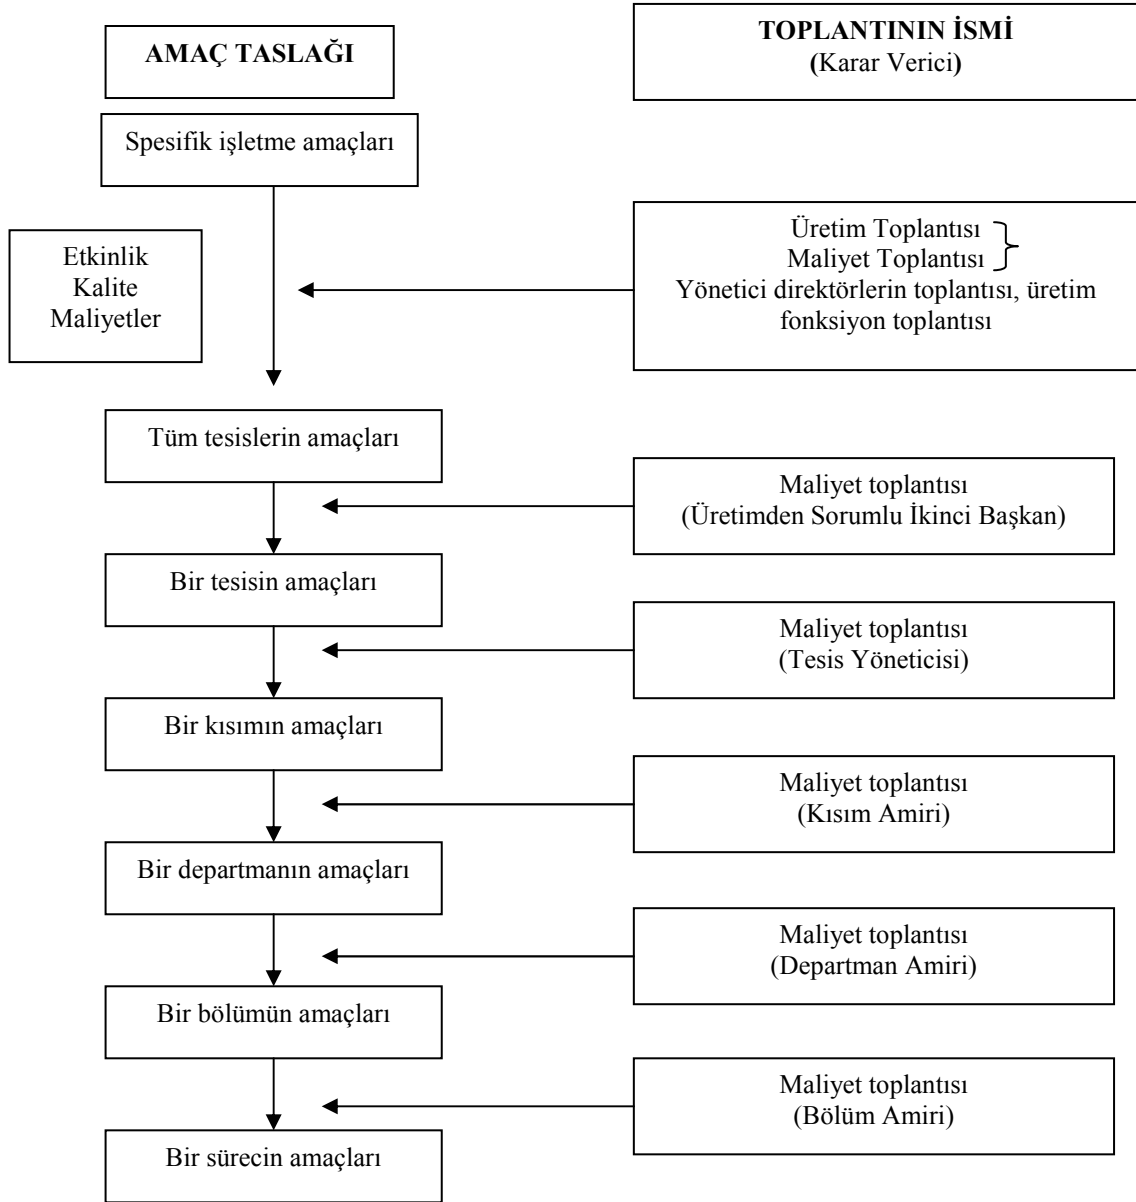 AMAÇ TASLAĞI
TOPLANTININ İSMİ
(Karar Verici)
Spesifik işletme amaçları
Etkinlik
Kalite
Maliyetler
Üretim Toplantısı
Maliyet Toplantısı
Yönetici direktörlerin toplantısı, üretim
fonksiyon toplantısı
Tüm tesislerin amaçları
Maliyet toplantısı
(Üretimden Sorumlu İkinci Başkan)
Bir tesisin amaçları
Maliyet toplantısı
(Tesis Yöneticisi)
Bir kısımın amaçları
Maliyet toplantısı
(Kısım Amiri)
Bir departmanın amaçları
Maliyet toplantısı
(Departman Amiri)
Bir bölümün amaçları
Maliyet toplantısı
(Bölüm Amiri)
Bir sürecin amaçları